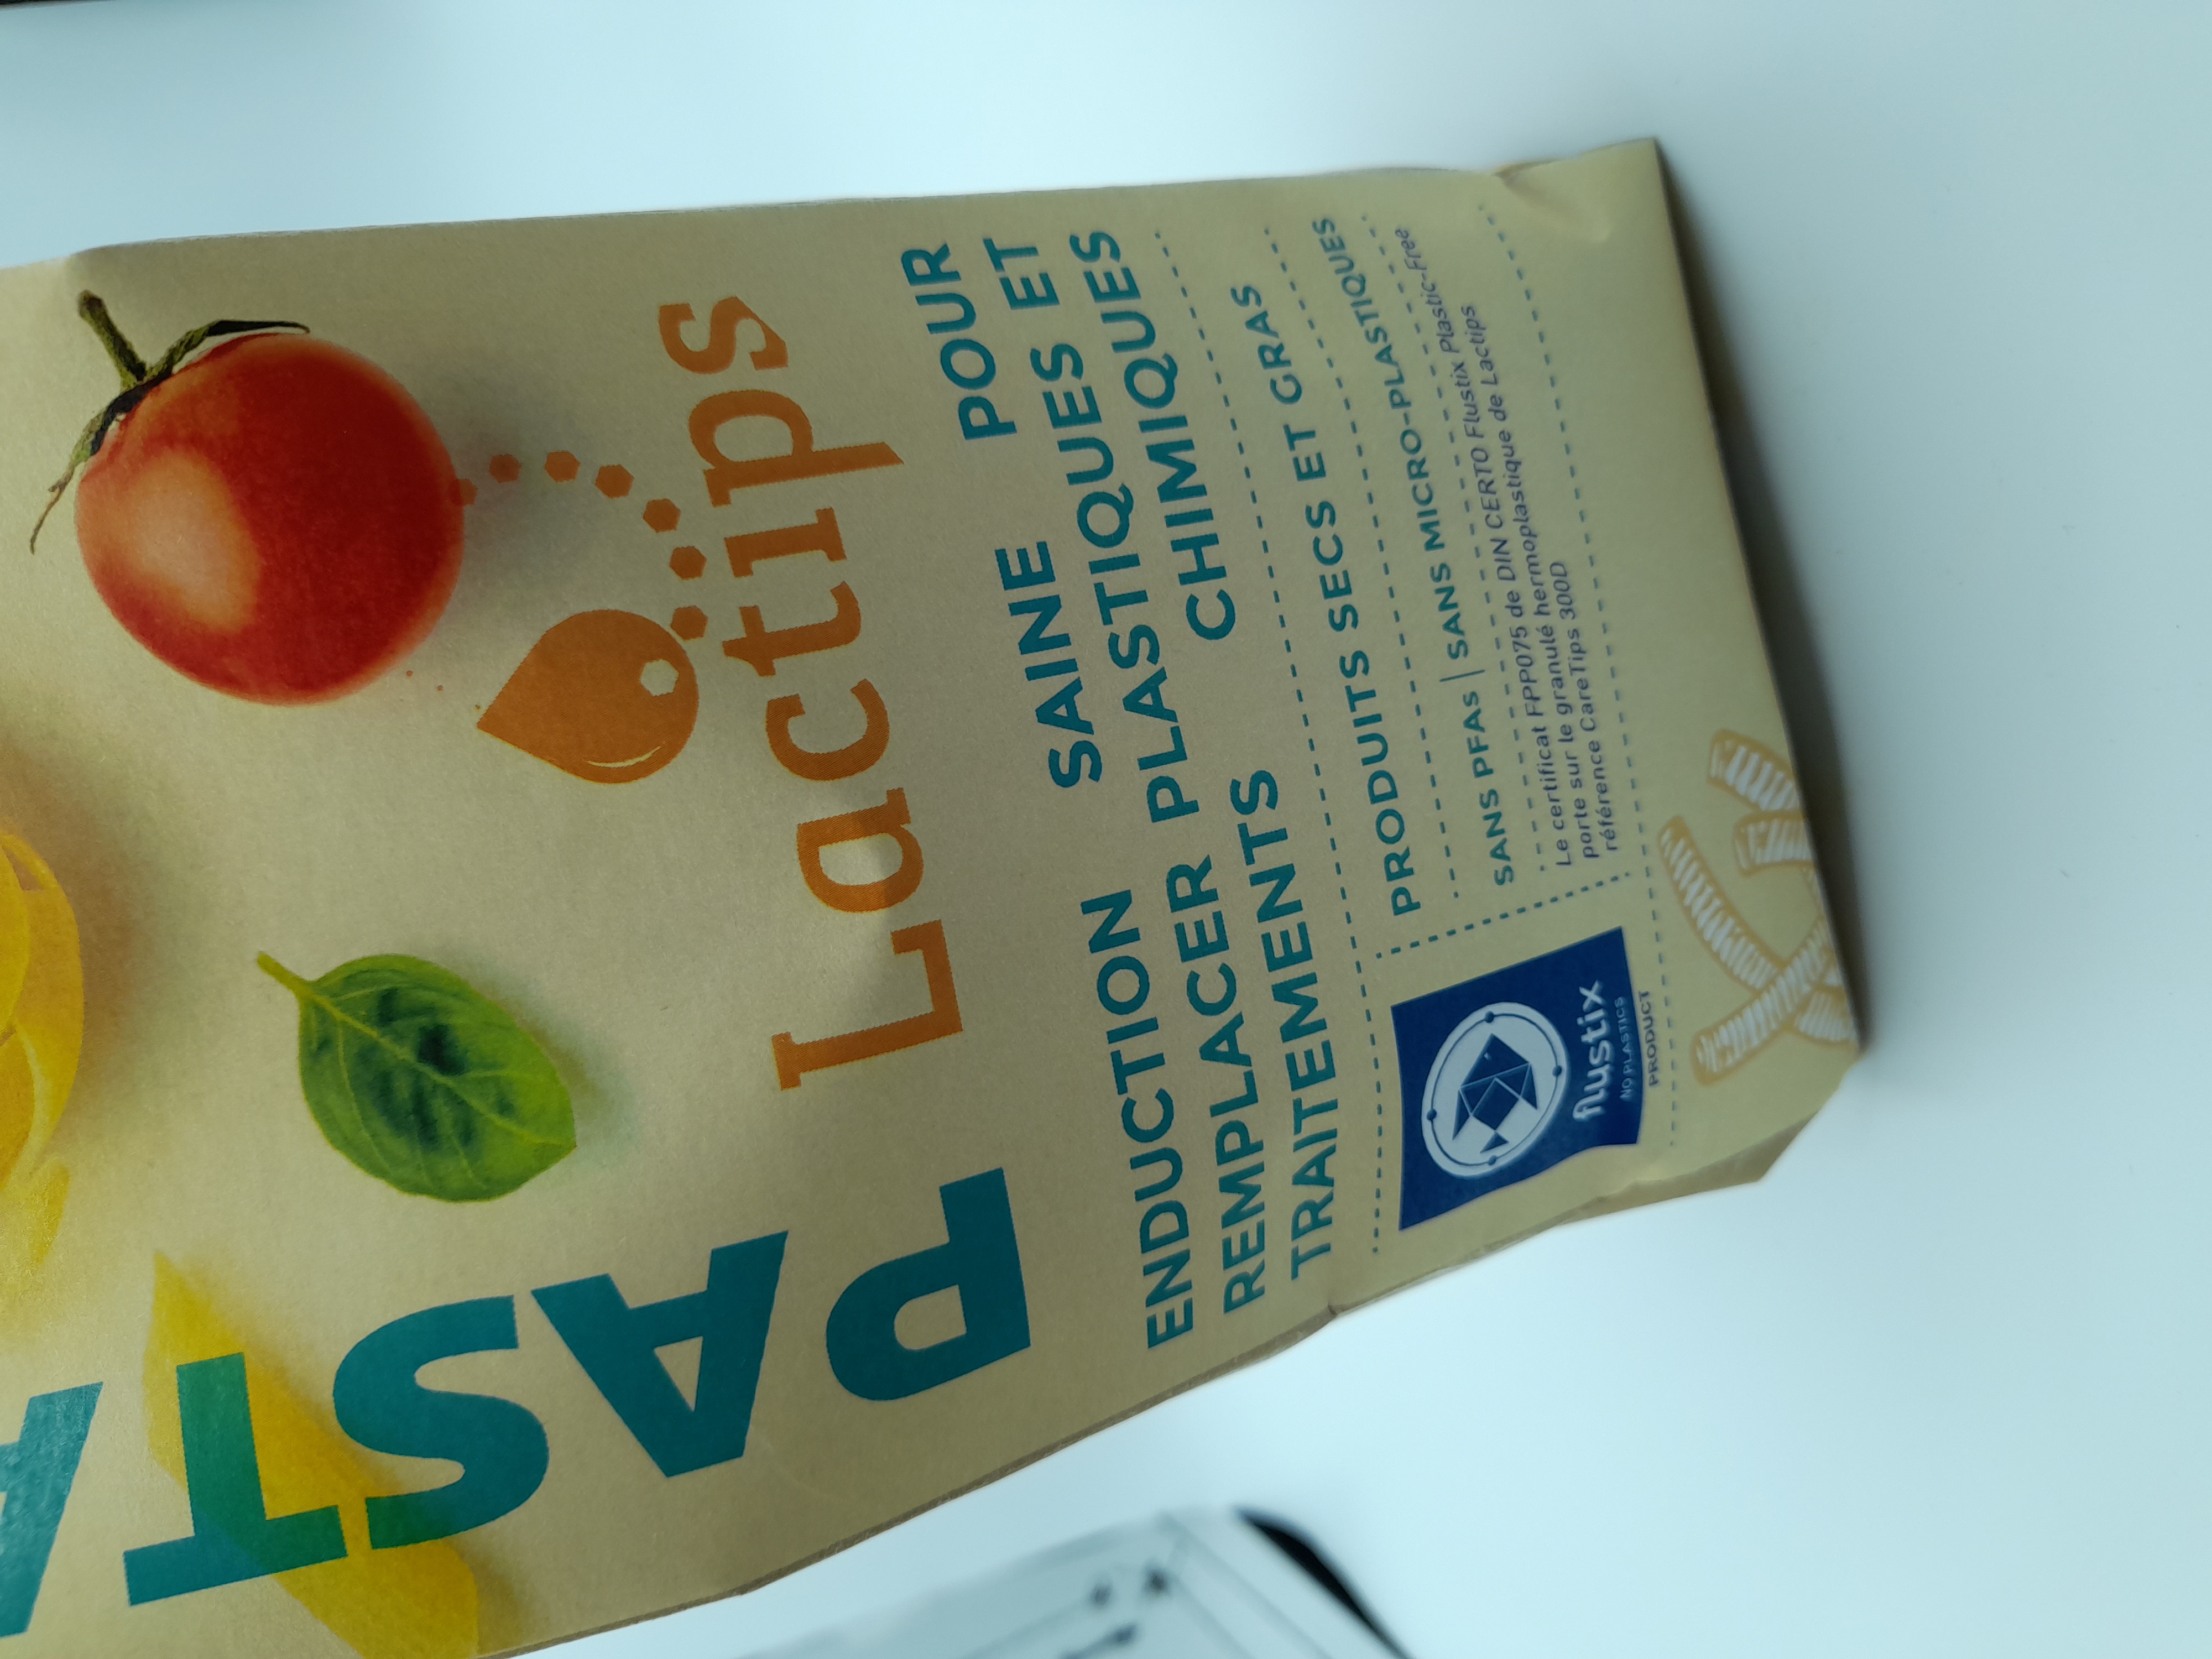 PASTA
Lactips
ENDUCTION SAINE POUR
REMPLACER PLASTIQUES ET
TRAITEMENTS CHIMIQUES
PRODUITS SECS ET GRAS
SANS PFAS | SANS MICRO-PLASTIQUES
Le certificat FPP075 de DIN CERTO Flustix Plastic-Free
porte sur le granulé hermoplastique de Lactips
référence CareTips 300D
flustix
NO PLASTICS
PRODUCT